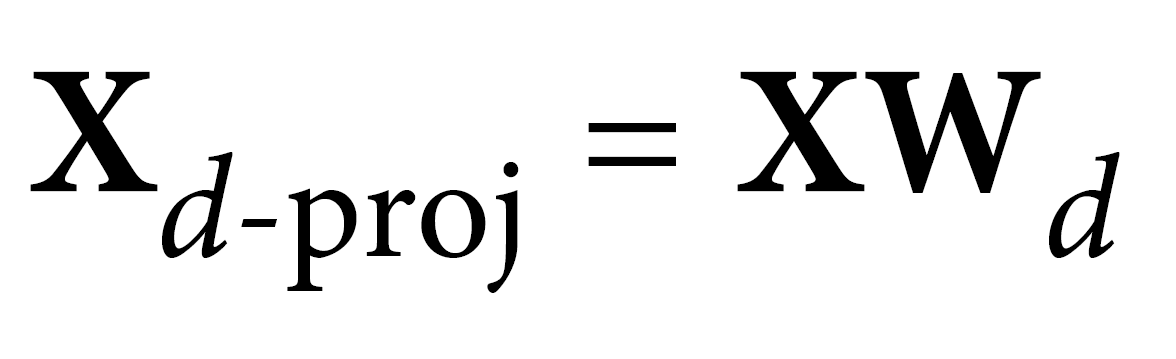 X_{d-proj} = XW_d